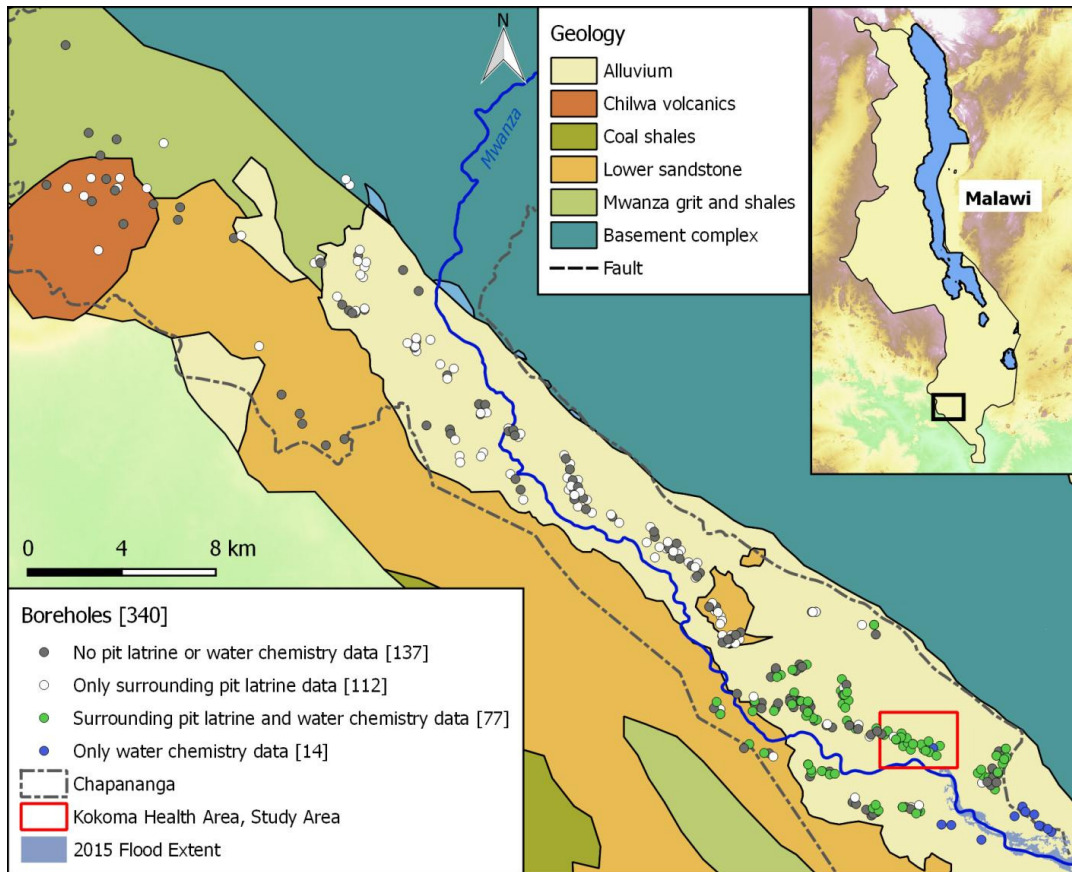 N
Mwanza
Geology
Alluvium
Chilwa volcanics
Coal shales
Lower sandstone
Mwanza grit and shales
Basement complex
Fault
Malawi
0 4 8 km
Boreholes [340]
No pit latrine or water chemistry data [137]
Only surrounding pit latrine data [112]
Surrounding pit latrine and water chemistry data [77]
Only water chemistry data [14]
Chapananga
Kokoma Health Area, Study Area
2015 Flood Extent